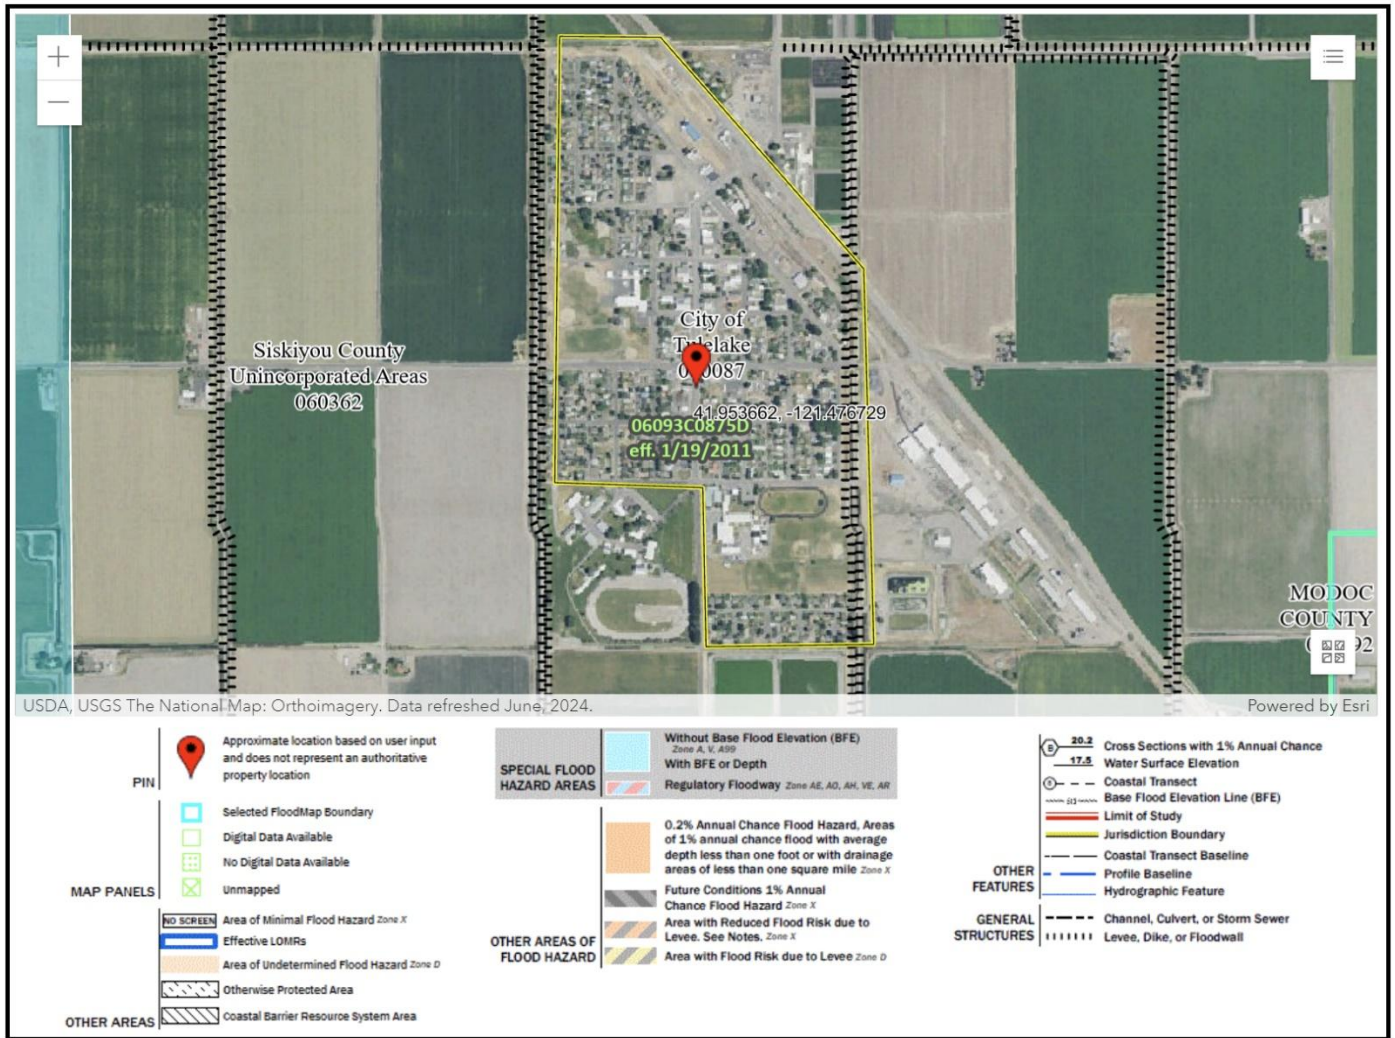 Siskiyou County
Unincorporated Areas
060362
City of
Tulelake
41.953662, -121.476729
06093C0875D
eff. 1/19/2011
MODOC
COUNTY
USDA, USGS The National Map: Orthoimagery. Data refreshed June, 2024.
Powered by Esri
PIN
Approximate location based on user input
and does not represent an authoritative
property location
MAP PANELS
Selected FloodMap Boundary
Digital Data Available
No Digital Data Available
Unmapped
OTHER AREAS
NO SCREEN Area of Minimal Flood Hazard Zone X
Effective LOMRs
Area of Undetermined Flood Hazard Zone D
Otherwise Protected Area
Coastal Barrier Resource System Area
SPECIAL FLOOD
HAZARD AREAS
Without Base Flood Elevation (BFE)
Zone A, V, A99
With BFE or Depth
Regulatory Floodway Zone AE, AO, AH, VE, AR
OTHER AREAS OF
FLOOD HAZARD
0.2% Annual Chance Flood Hazard, Areas
of 1% annual chance flood with average
depth less than one foot or with drainage
areas of less than one square mile Zone X
Future Conditions 1% Annual
Chance Flood Hazard Zone X
Area with Reduced Flood Risk due to
Levee. See Notes. Zone X
Area with Flood Risk due to Levee Zone D
OTHER
FEATURES
B 20.2 Cross Sections with 1% Annual Chance
17.5 Water Surface Elevation
Coastal Transect
Base Flood Elevation Line (BFE)
Limit of Study
Jurisdiction Boundary
Coastal Transect Baseline
Profile Baseline
Hydrographic Feature
GENERAL
STRUCTURES
Channel, Culvert, or Storm Sewer
Levee, Dike, or Floodwall